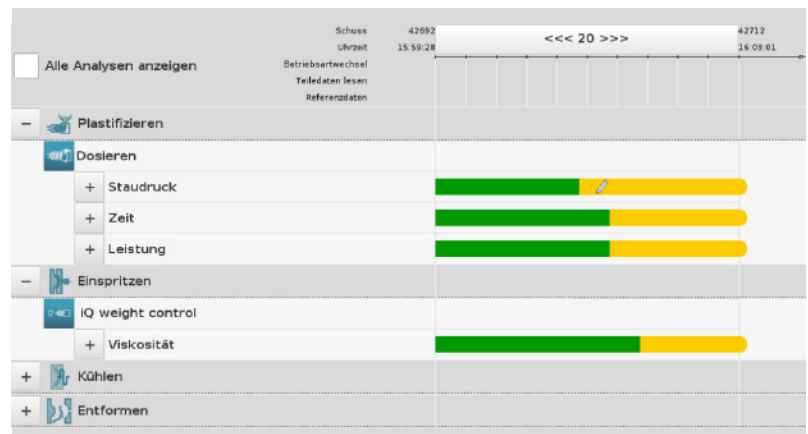 Schuss 42692 <<< 20 >>> 42712
Uhrzeit 15:59:28 16:03:01
Alle Analysen anzeigen
Betriebsartwechsel
Teiledaten lesen
Referenzdaten
− Plastifizieren
Dosieren
+ Staudruck
+ Zeit
+ Leistung
− Einspritzen
iQ weight control
+ Viskosität
+ Kühlen
+ Entformen